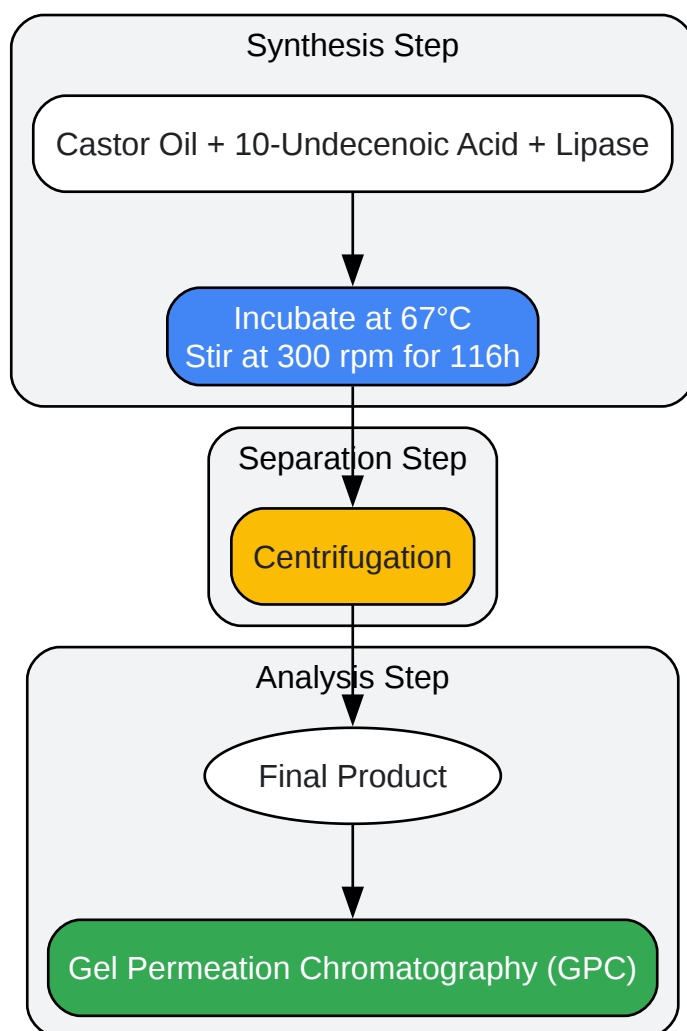 Synthesis Step
Castor Oil + 10-Undecenoic Acid + Lipase
Incubate at 67°C
Stir at 300 rpm for 116h
Separation Step
Centrifugation
Analysis Step
Final Product
Gel Permeation Chromatography (GPC)